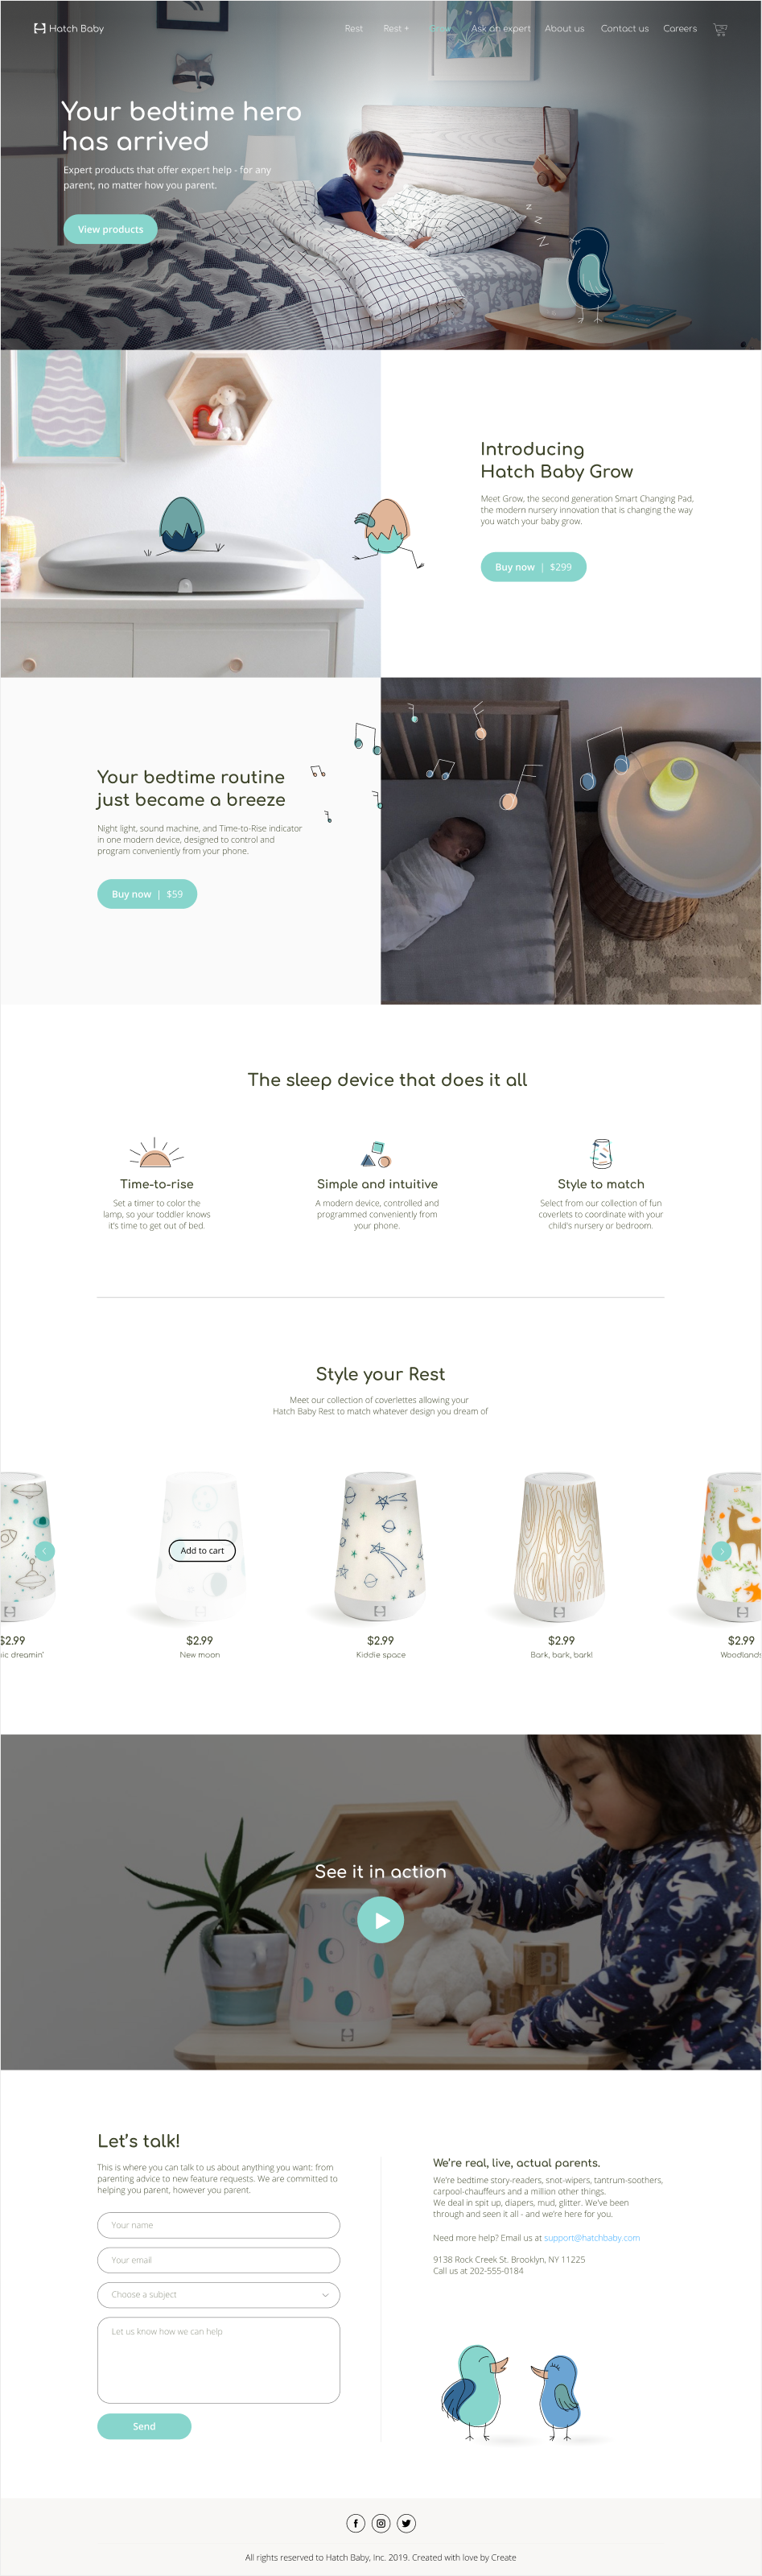 Hatch Baby
Rest
Rest +
Grow
Ask an expert
About us
Contact us
Careers
Your bedtime hero
has arrived
Expert products that offer expert help - for any
parent, no matter how you parent.
View products
z
z
z
Introducing
Hatch Baby Grow
Meet Grow, the second generation Smart Changing Pad,
the modern nursery innovation that is changing the way
you watch your baby grow.
Buy now | $299
Your bedtime routine
just became a breeze
Night light, sound machine, and Time-to-Rise indicator
in one modern device, designed to control and
program conveniently from your phone.
Buy now | $59
The sleep device that does it all
Time-to-rise
Set a timer to color the
lamp, so your toddler knows
it's time to get out of bed.
Simple and intuitive
A modern device, controlled and
programmed conveniently from
your phone.
Style to match
Select from our collection of fun
coverlets to coordinate with your
child's nursery or bedroom.
Style your Rest
Meet our collection of coverlettes allowing your
Hatch Baby Rest to match whatever design you dream of
Add to cart
$2.99
ic dreamin'
$2.99
New moon
$2.99
Kiddie space
$2.99
Bark, bark, bark!
$2.99
Woodlands
See it in action
B
Let's talk!
This is where you can talk to us about anything you want: from
parenting advice to new feature requests. We are committed to
helping you parent, however you parent.
Your name
Your email
Choose a subject
Let us know how we can help
Send
We're real, live, actual parents.
We're bedtime story-readers, snot-wipers, tantrum-soothers,
carpool-chauffeurs and a million other things.
We deal in spit up, diapers, mud, glitter. We've been
through and seen it all - and we're here for you.
Need more help? Email us at support@hatchbaby.com
9138 Rock Creek St. Brooklyn, NY 11225
Call us at 202-555-0184
All rights reserved to Hatch Baby, Inc. 2019. Created with love by Create